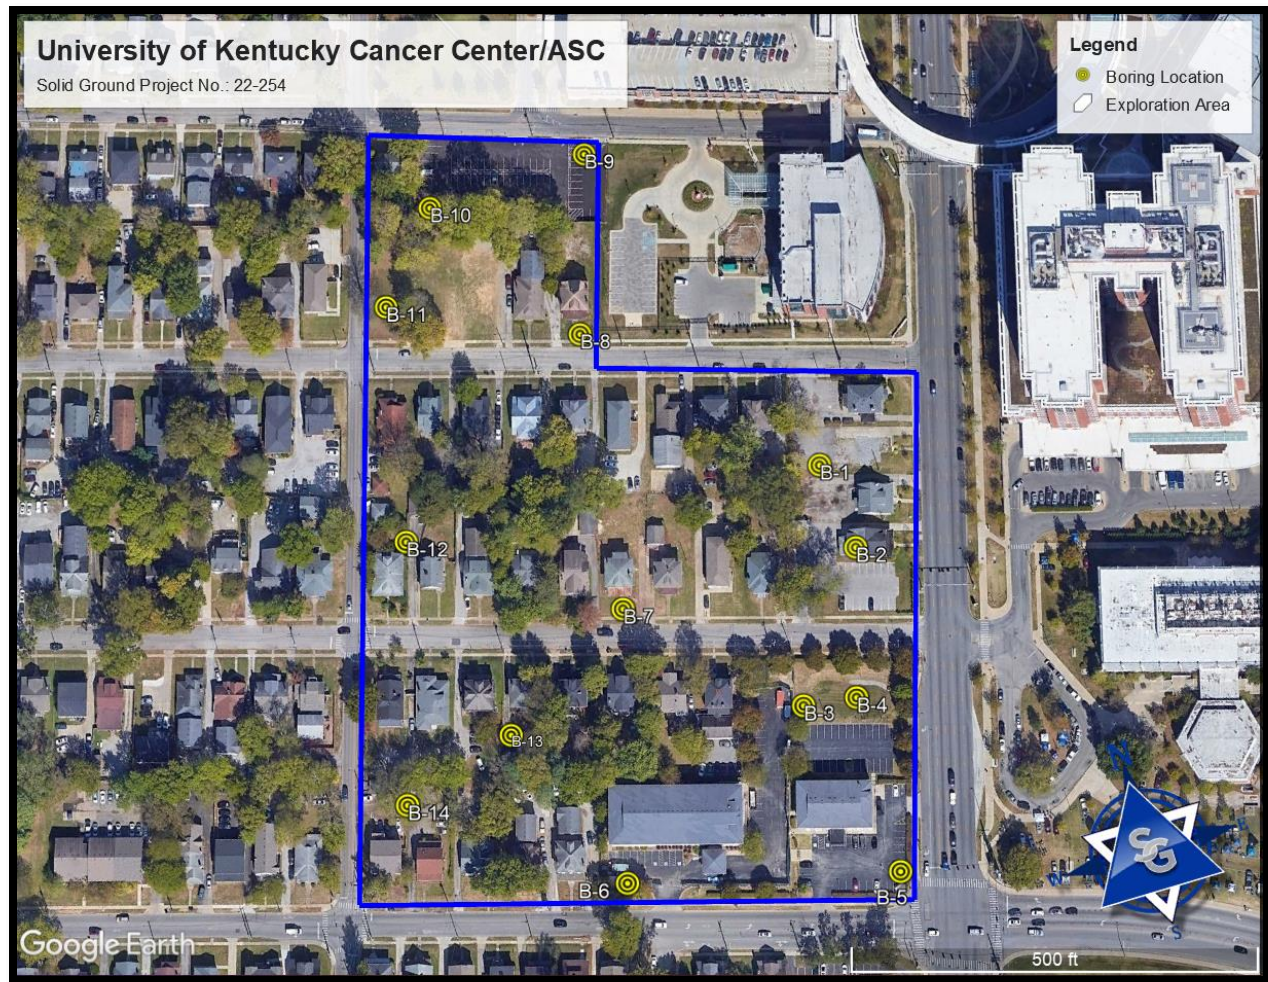 University of Kentucky Cancer Center/ASC
Solid Ground Project No.: 22-254
Legend
Boring Location
Exploration Area
B-9
B-10
B-11
B-8
B-1
B-12
B-2
B-7
B-3
B-4
B-13
B-14
B-6
B-5
N
SG
S
Google Earth
500 ft